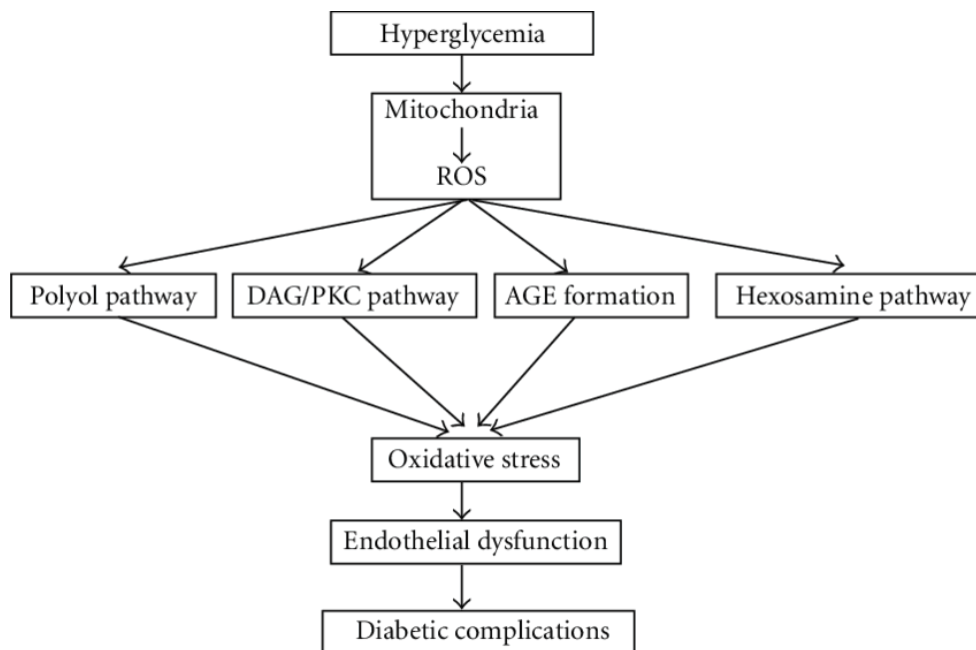 Hyperglycemia
Mitochondria
ROS
Polyol pathway
DAG/PKC pathway
AGE formation
Hexosamine pathway
Oxidative stress
Endothelial dysfunction
Diabetic complications